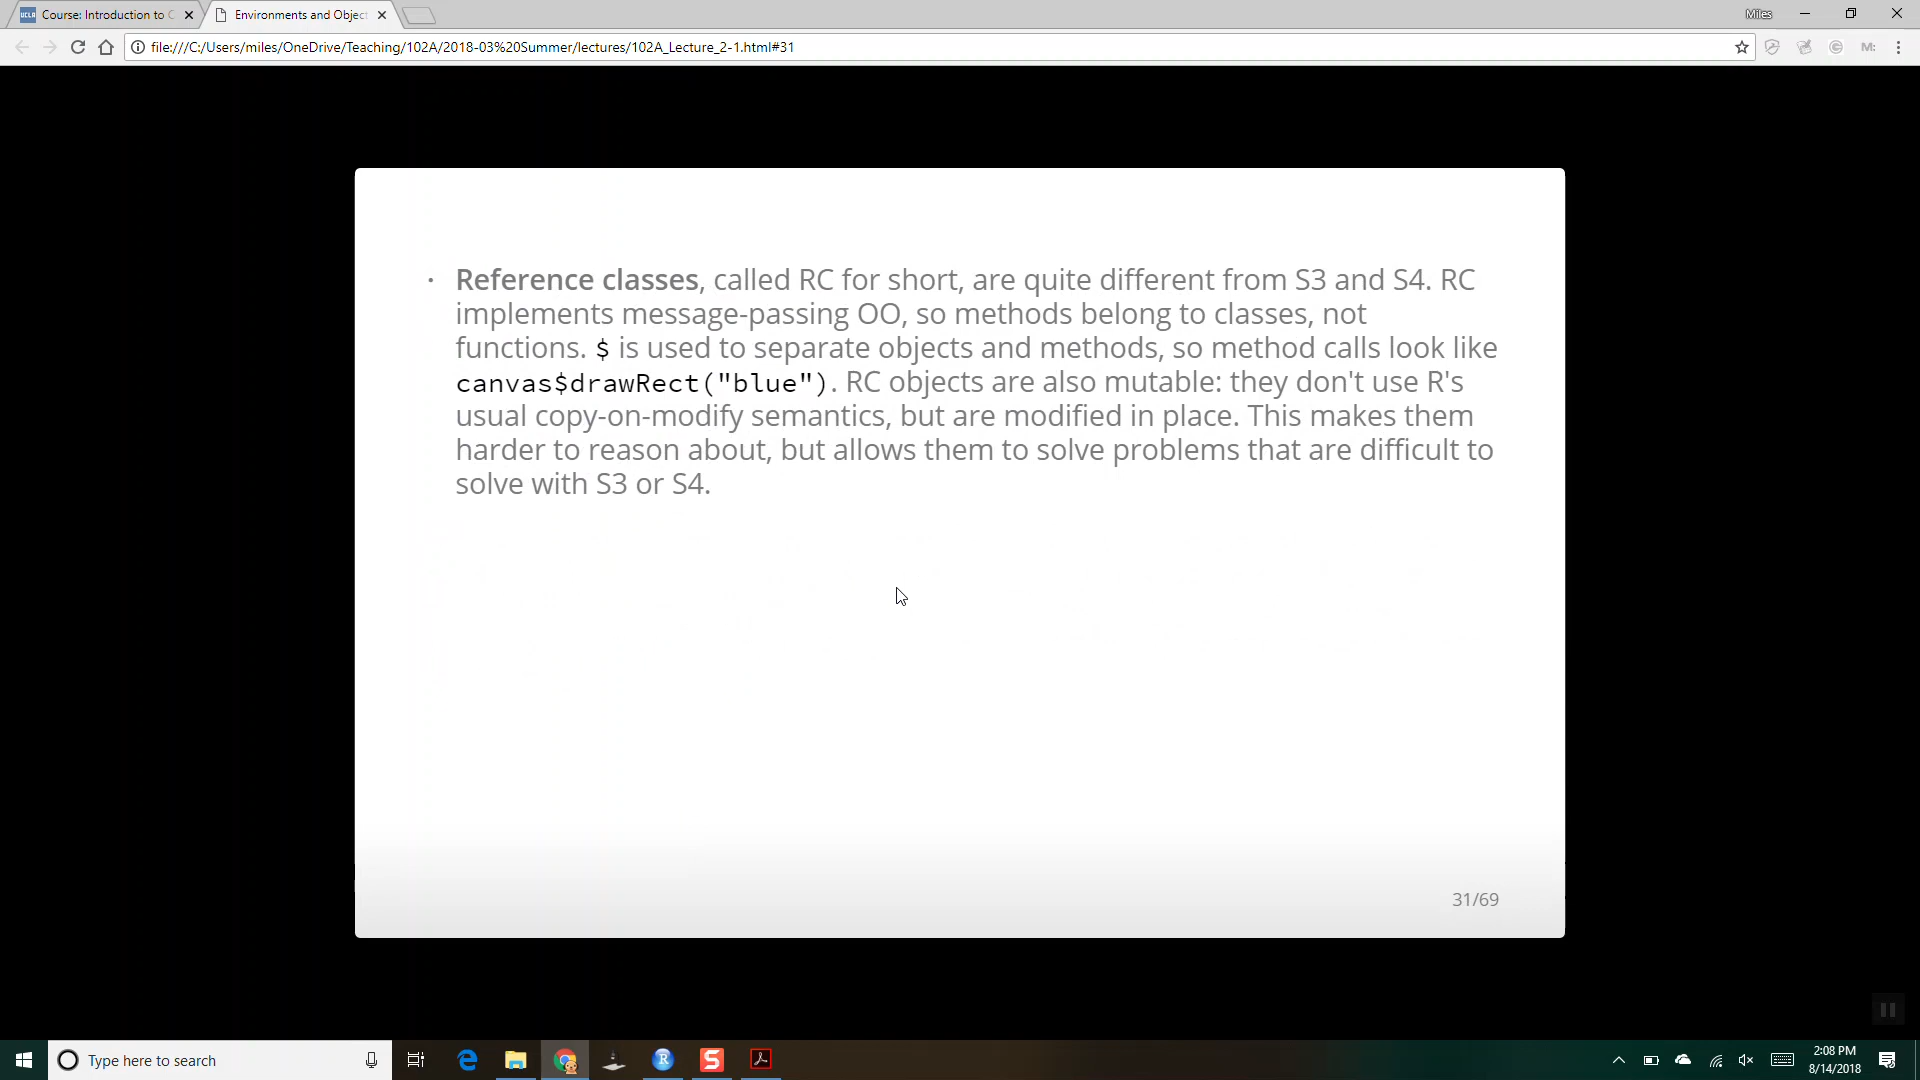 UCLA Course: Introduction to C
Environments and Object
Miles
file:///C:/Users/miles/OneDrive/Teaching/102A/2018-03%20Summer/lectures/102A_Lecture_2-1.html#31
M:
· Reference classes, called RC for short, are quite different from S3 and S4. RC
implements message-passing OO, so methods belong to classes, not
functions. $ is used to separate objects and methods, so method calls look like
canvas$drawRect("blue"). RC objects are also mutable: they don't use R's
usual copy-on-modify semantics, but are modified in place. This makes them
harder to reason about, but allows them to solve problems that are difficult to
solve with S3 or S4.
31/69
Type here to search
2:08 PM
8/14/2018